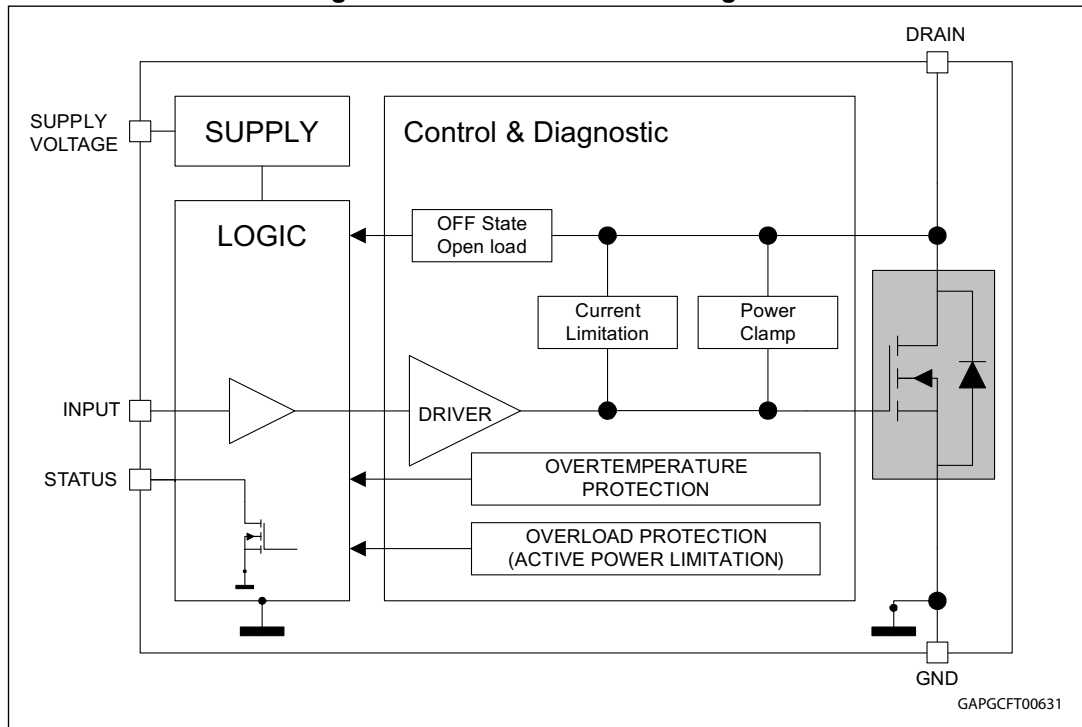 DRAIN
SUPPLY
VOLTAGE
SUPPLY
Control & Diagnostic
LOGIC
OFF State
Open load
Current
Limitation
Power
Clamp
INPUT
DRIVER
STATUS
OVERTEMPERATURE
PROTECTION
OVERLOAD PROTECTION
(ACTIVE POWER LIMITATION)
GND
GAPGCFT00631